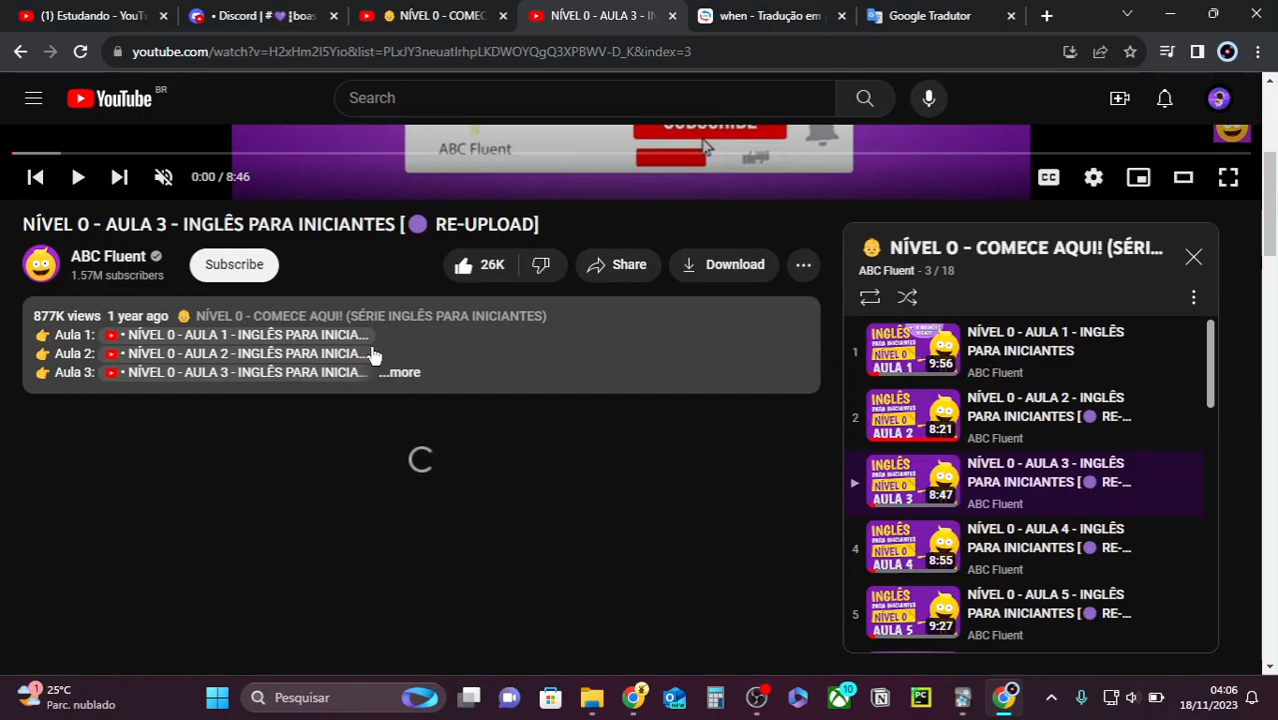 Estudando - YouT
Discord | # 💜┊boas
👴 NÍVEL 0 - COMEC
NÍVEL 0 - AULA 3 - IN
when - Tradução em
Google Tradutor
youtube.com/watch?v=H2xHm2I5Yio&list=PLxJY3neuatIrhpLKDWOYQgQ3XPBWV-D_K&index=3
YouTube BR
Search
SUBSCRIBE
ABC Fluent
0:00 / 8:46
CC
NÍVEL 0 - AULA 3 - INGLÊS PARA INICIANTES [🟣 RE-UPLOAD]
ABC Fluent
1.57M subscribers
Subscribe
26K
Share
Download
877K views 1 year ago 👴 NÍVEL 0 - COMECE AQUI! (SÉRIE INGLÊS PARA INICIANTES)
👉 Aula 1: • NÍVEL 0 - AULA 1 - INGLÊS PARA INICIA...
👉 Aula 2: • NÍVEL 0 - AULA 2 - INGLÊS PARA INICIA...
👉 Aula 3: • NÍVEL 0 - AULA 3 - INGLÊS PARA INICIA... ...more
👴 NÍVEL 0 - COMECE AQUI! (SÉRI...
ABC Fluent - 3 / 18
1
INGLÊS
NÍVEL 0
AULA 1
9:56
NÍVEL 0 - AULA 1 - INGLÊS
PARA INICIANTES
ABC Fluent
2
INGLÊS
PARA INICIANTES
NÍVEL 0
AULA 2
8:21
NÍVEL 0 - AULA 2 - INGLÊS
PARA INICIANTES [🟣 RE-...
ABC Fluent
INGLÊS
PARA INICIANTES
NÍVEL 0
AULA 3
8:47
NÍVEL 0 - AULA 3 - INGLÊS
PARA INICIANTES [🟣 RE-...
ABC Fluent
4
INGLÊS
PARA INICIANTES
NÍVEL 0
AULA 4
8:55
NÍVEL 0 - AULA 4 - INGLÊS
PARA INICIANTES [🟣 RE-...
ABC Fluent
5
INGLÊS
PARA INICIANTES
NÍVEL 0
AULA 5
9:27
NÍVEL 0 - AULA 5 - INGLÊS
PARA INICIANTES [🟣 RE-...
ABC Fluent
1
25°C
Parc. nublado
Pesquisar
NEW
10
PC
04:06
18/11/2023